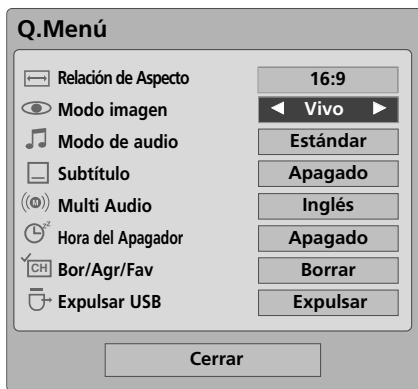 Q.Menú
Relación de Aspecto 16:9
Modo imagen ◄ Vivo ►
Modo de audio Estándar
Subtítulo Apagado
Multi Audio Inglés
Hora del Apagador Apagado
CH Bor/Agr/Fav Borrar
Expulsar USB Expulsar
Cerrar